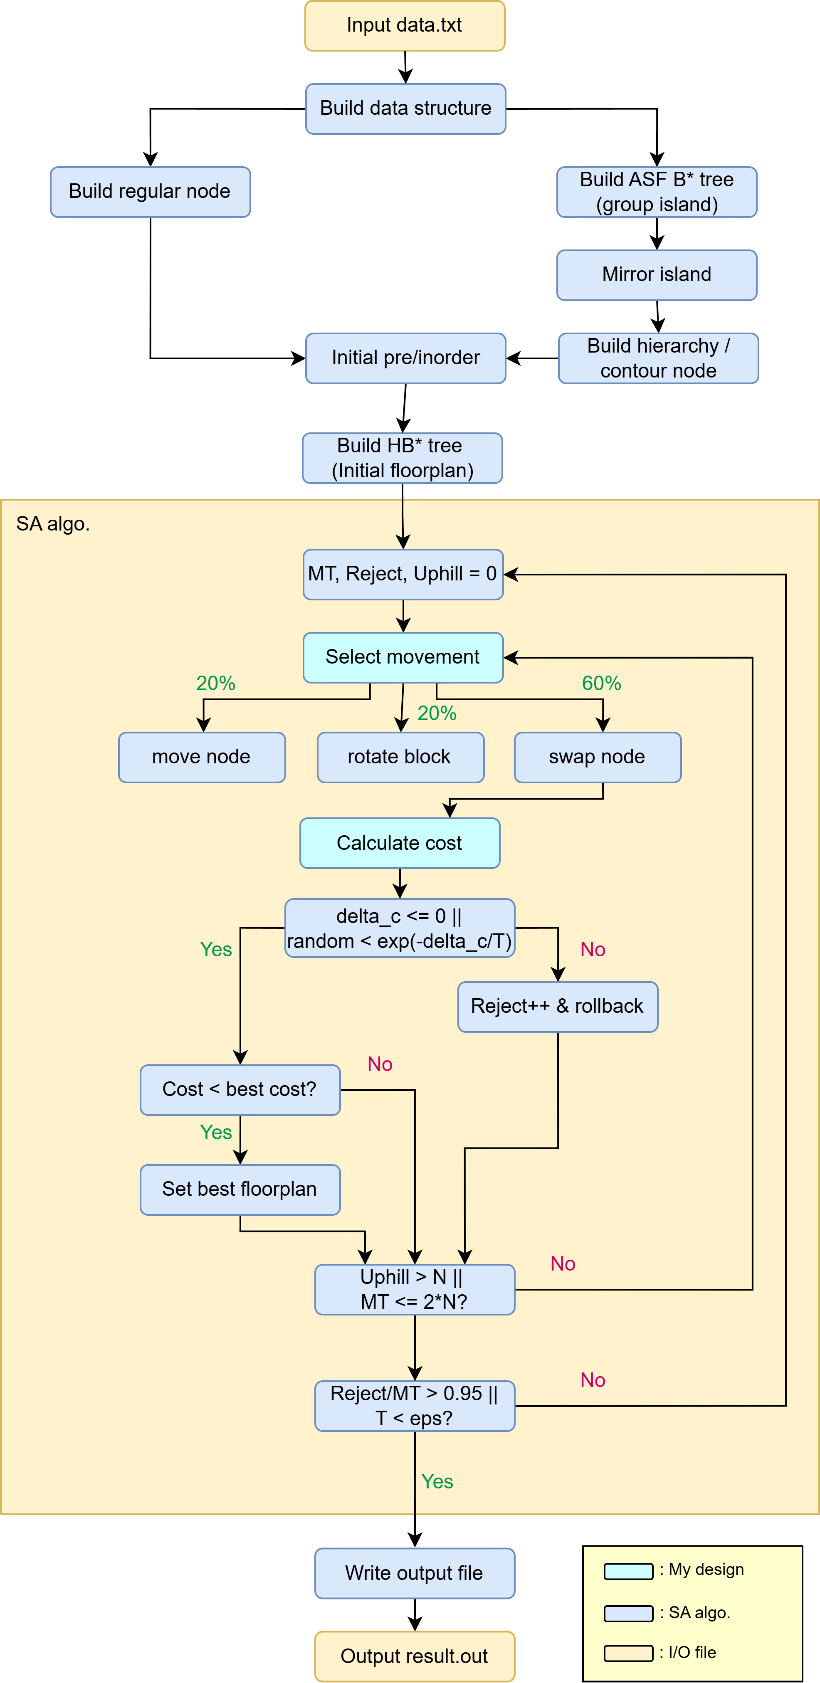 Input data.txt
Build data structure
Build regular node
Build ASF B* tree
(group island)
Mirror island
Initial pre/inorder
Build hierarchy /
contour node
Build HB* tree
(Initial floorplan)
SA algo.
MT, Reject, Uphill = 0
Select movement
20%
20%
60%
move node
rotate block
swap node
Calculate cost
delta_c <= 0 ||
random < exp(-delta_c/T)
Yes
No
Reject++ & rollback
Cost < best cost?
No
Yes
Set best floorplan
Uphill > N ||
MT <= 2*N?
No
Reject/MT > 0.95 ||
T < eps?
No
Yes
Write output file
Output result.out
: My design
: SA algo.
: I/O file